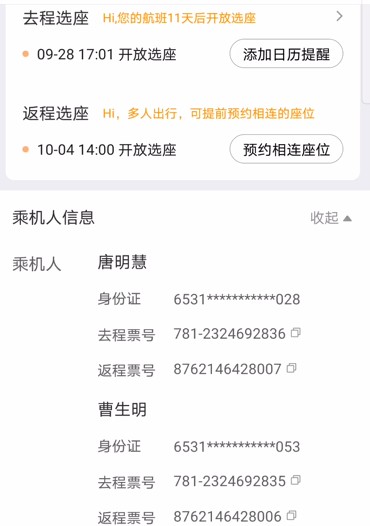 去程选座 Hi,您的航班11天后开放选座
09-28 17:01 开放选座 添加日历提醒
返程选座 Hi，多人出行，可提前预约相连的座位
10-04 14:00 开放选座 预约相连座位
乘机人信息 收起
乘机人 唐明慧
身份证 6531***********028
去程票号 781-2324692836
返程票号 8762146428007
曹生明
身份证 6531***********053
去程票号 781-2324692835
返程票号 8762146428006